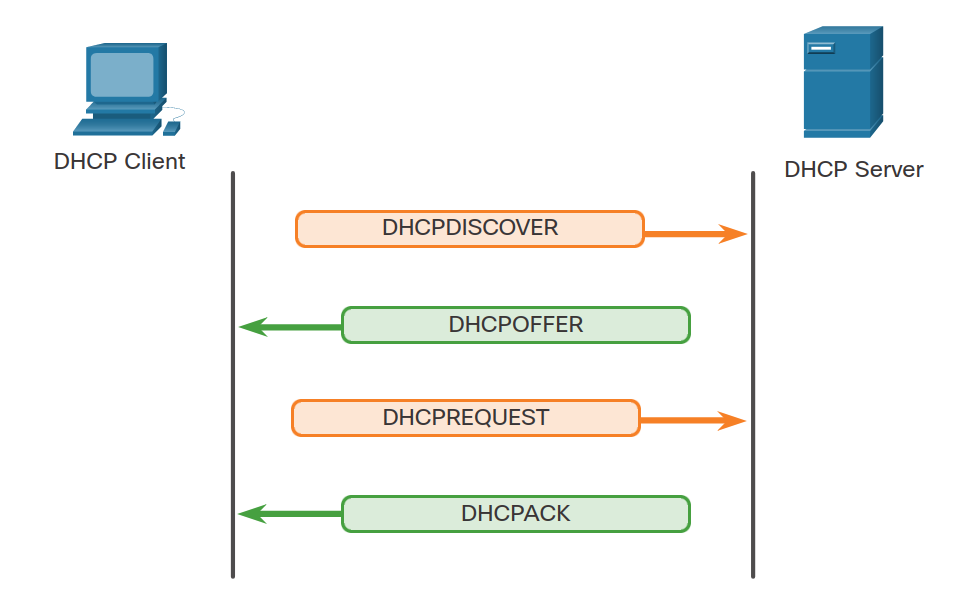 DHCP Client
DHCP Server
DHCPDISCOVER
DHCPOFFER
DHCPREQUEST
DHCPACK